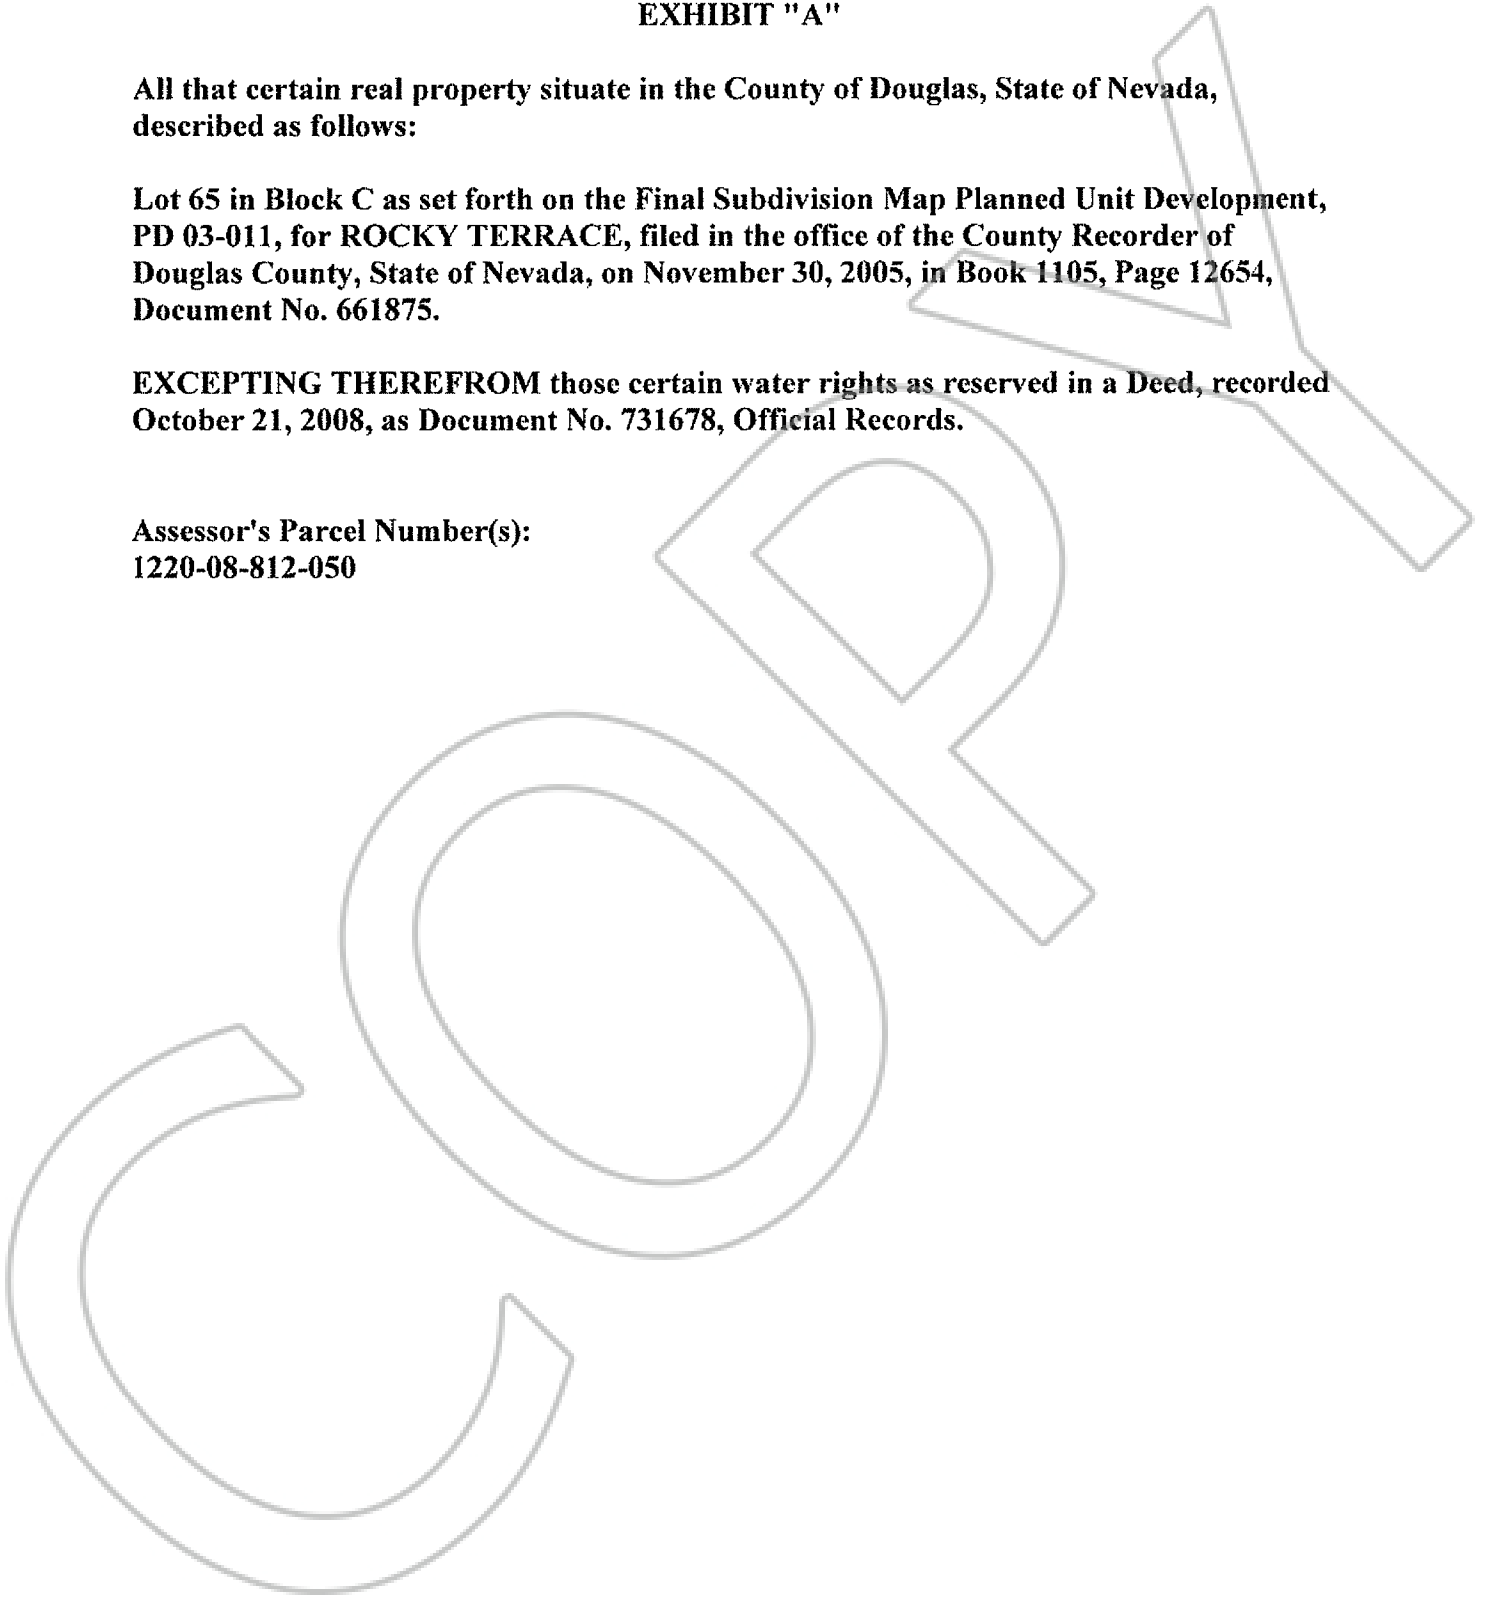 EXHIBIT "A"
All that certain real property situate in the County of Douglas, State of Nevada,
described as follows:
Lot 65 in Block C as set forth on the Final Subdivision Map Planned Unit Development,
PD 03-011, for ROCKY TERRACE, filed in the office of the County Recorder of
Douglas County, State of Nevada, on November 30, 2005, in Book 1105, Page 12654,
Document No. 661875.
EXCEPTING THEREFROM those certain water rights as reserved in a Deed, recorded
October 21, 2008, as Document No. 731678, Official Records.
Assessor's Parcel Number(s):
1220-08-812-050
COPY